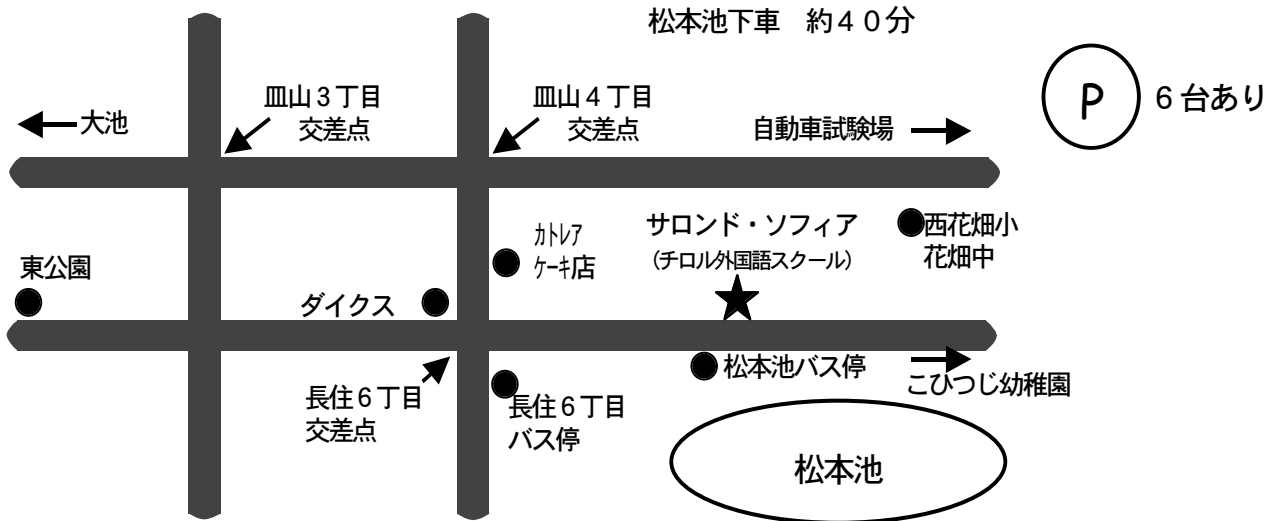 松本池下車　約４０分
皿山３丁目
交差点
皿山４丁目
交差点
P
６台あり
大池
自動車試験場
カトレア
ケーキ店
サロンド・ソフィア
（チロル外国語スクール）
西花畑小
花畑中
東公園
ダイクス
松本池バス停
こひつじ幼稚園
長住６丁目
交差点
長住６丁目
バス停
松本池